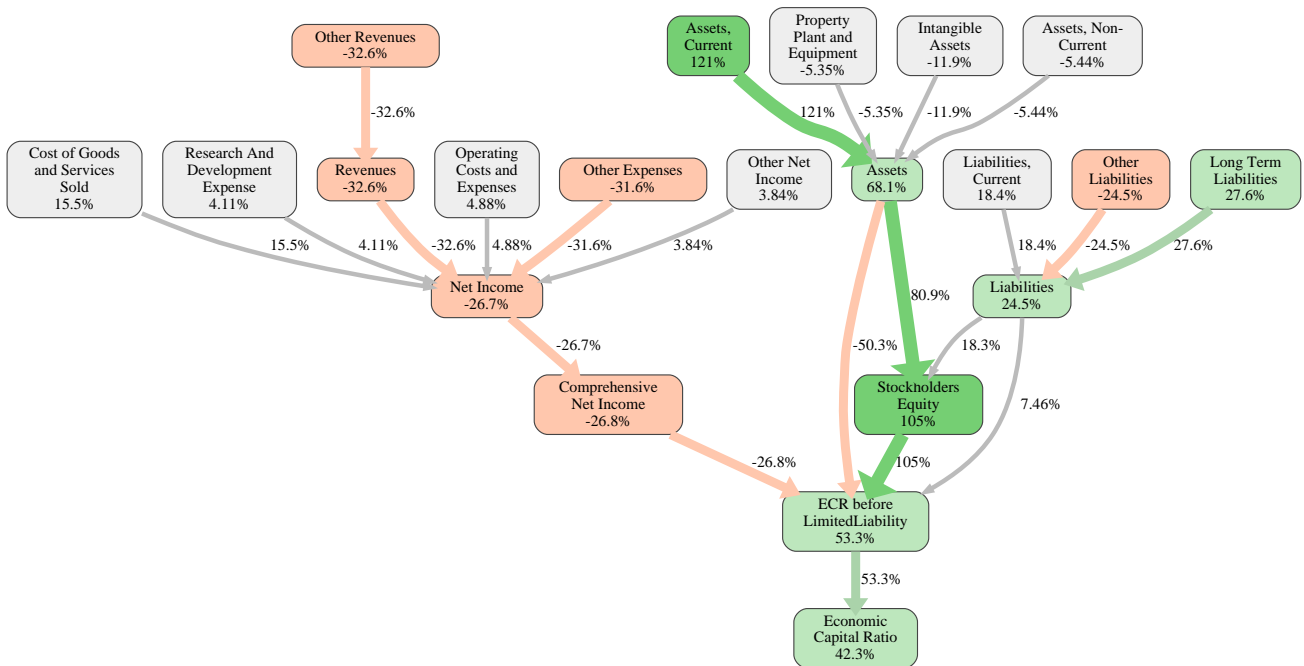 Other Revenues
-32.6%
Assets,
Current
121%
Property
Plant and
Equipment
-5.35%
Intangible
Assets
-11.9%
Assets, Non-
Current
-5.44%
-32.6%
121%
-5.35%
-11.9%
-5.44%
Cost of Goods
and Services
Sold
15.5%
Research And
Development
Expense
4.11%
Revenues
-32.6%
Operating
Costs and
Expenses
4.88%
Other Expenses
-31.6%
Other Net
Income
3.84%
Assets
68.1%
Liabilities,
Current
18.4%
Other
Liabilities
-24.5%
Long Term
Liabilities
27.6%
15.5%
4.11%
-32.6%
4.88%
-31.6%
3.84%
18.4%
-24.5%
27.6%
Net Income
-26.7%
80.9%
Liabilities
24.5%
-26.7%
-50.3%
18.3%
Comprehensive
Net Income
-26.8%
Stockholders
Equity
105%
7.46%
-26.8%
105%
ECR before
LimitedLiability
53.3%
53.3%
Economic
Capital Ratio
42.3%